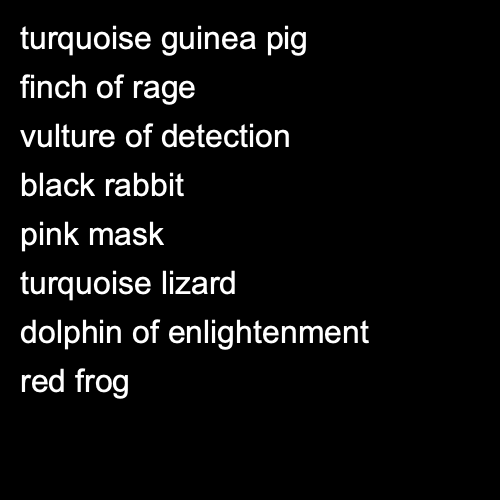 turquoise guinea pig
finch of rage
vulture of detection
black rabbit
pink mask
turquoise lizard
dolphin of enlightenment
red frog